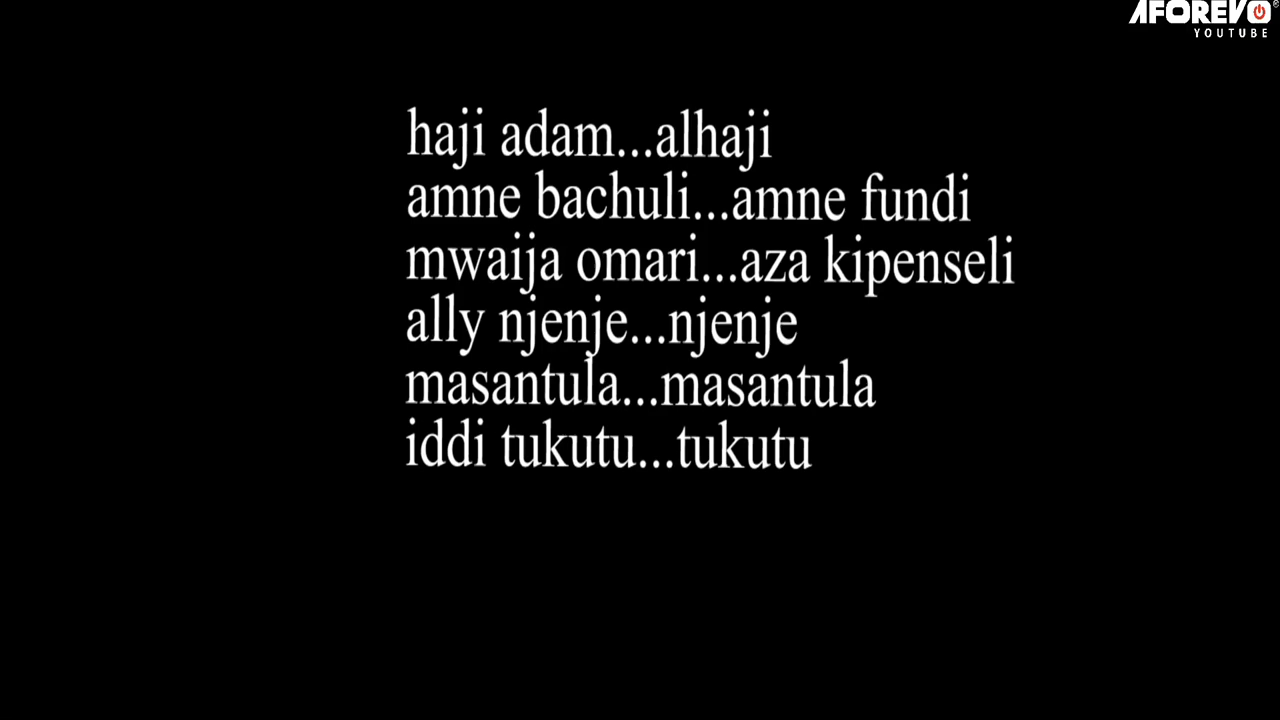 AFOREVO
YOUTUBE
haji adam...alhaji
amne bachuli...amne fundi
mwaija omari...aza kipenseli
ally njenje...njenje
masantula...masantula
iddi tukutu...tukutu